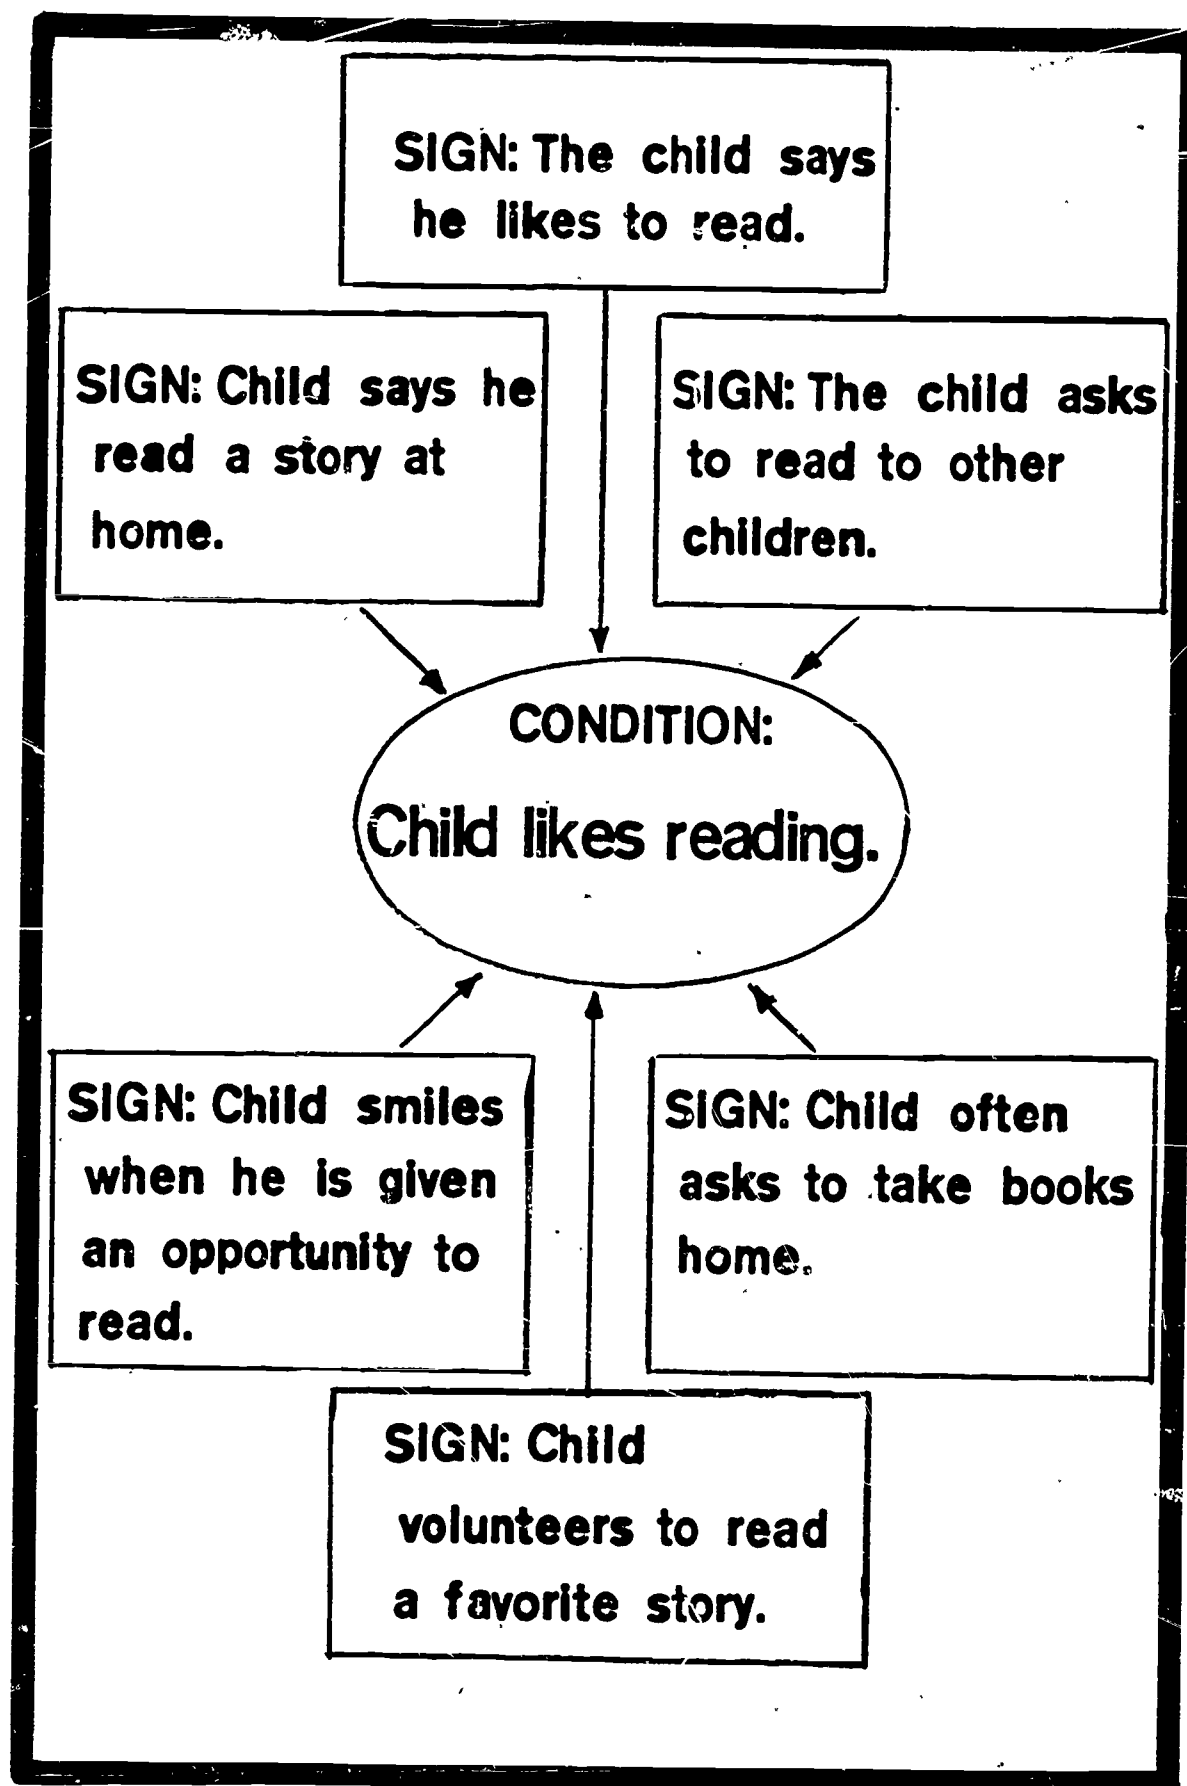 SIGN: The child says
he likes to read.
SIGN: Child says he
read a story at
home.
SIGN: The child asks
to read to other
children.
CONDITION:
Child likes reading.
SIGN: Child smiles
when he is given
an opportunity to
read.
SIGN: Child often
asks to take books
home.
SIGN: Child
volunteers to read
a favorite story.